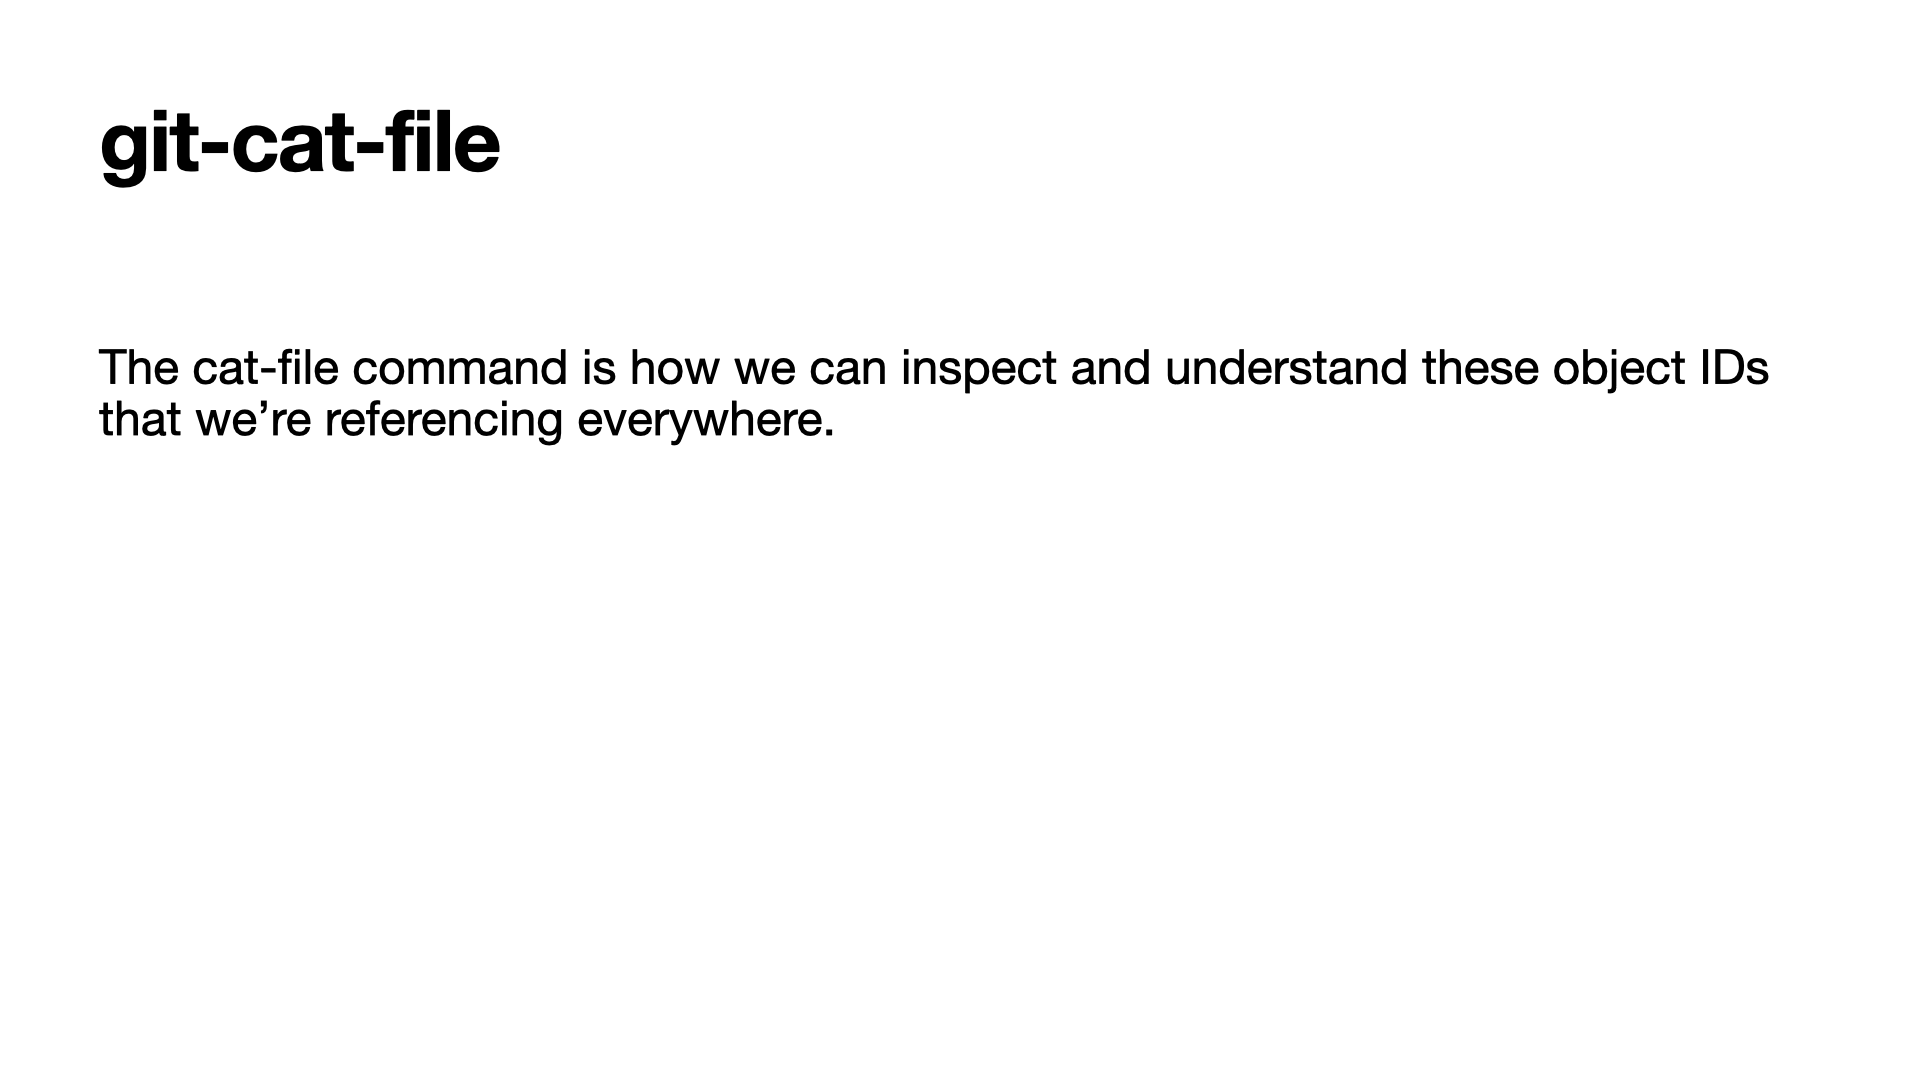 git-cat-file
The cat-file command is how we can inspect and understand these object IDs
that we’re referencing everywhere.